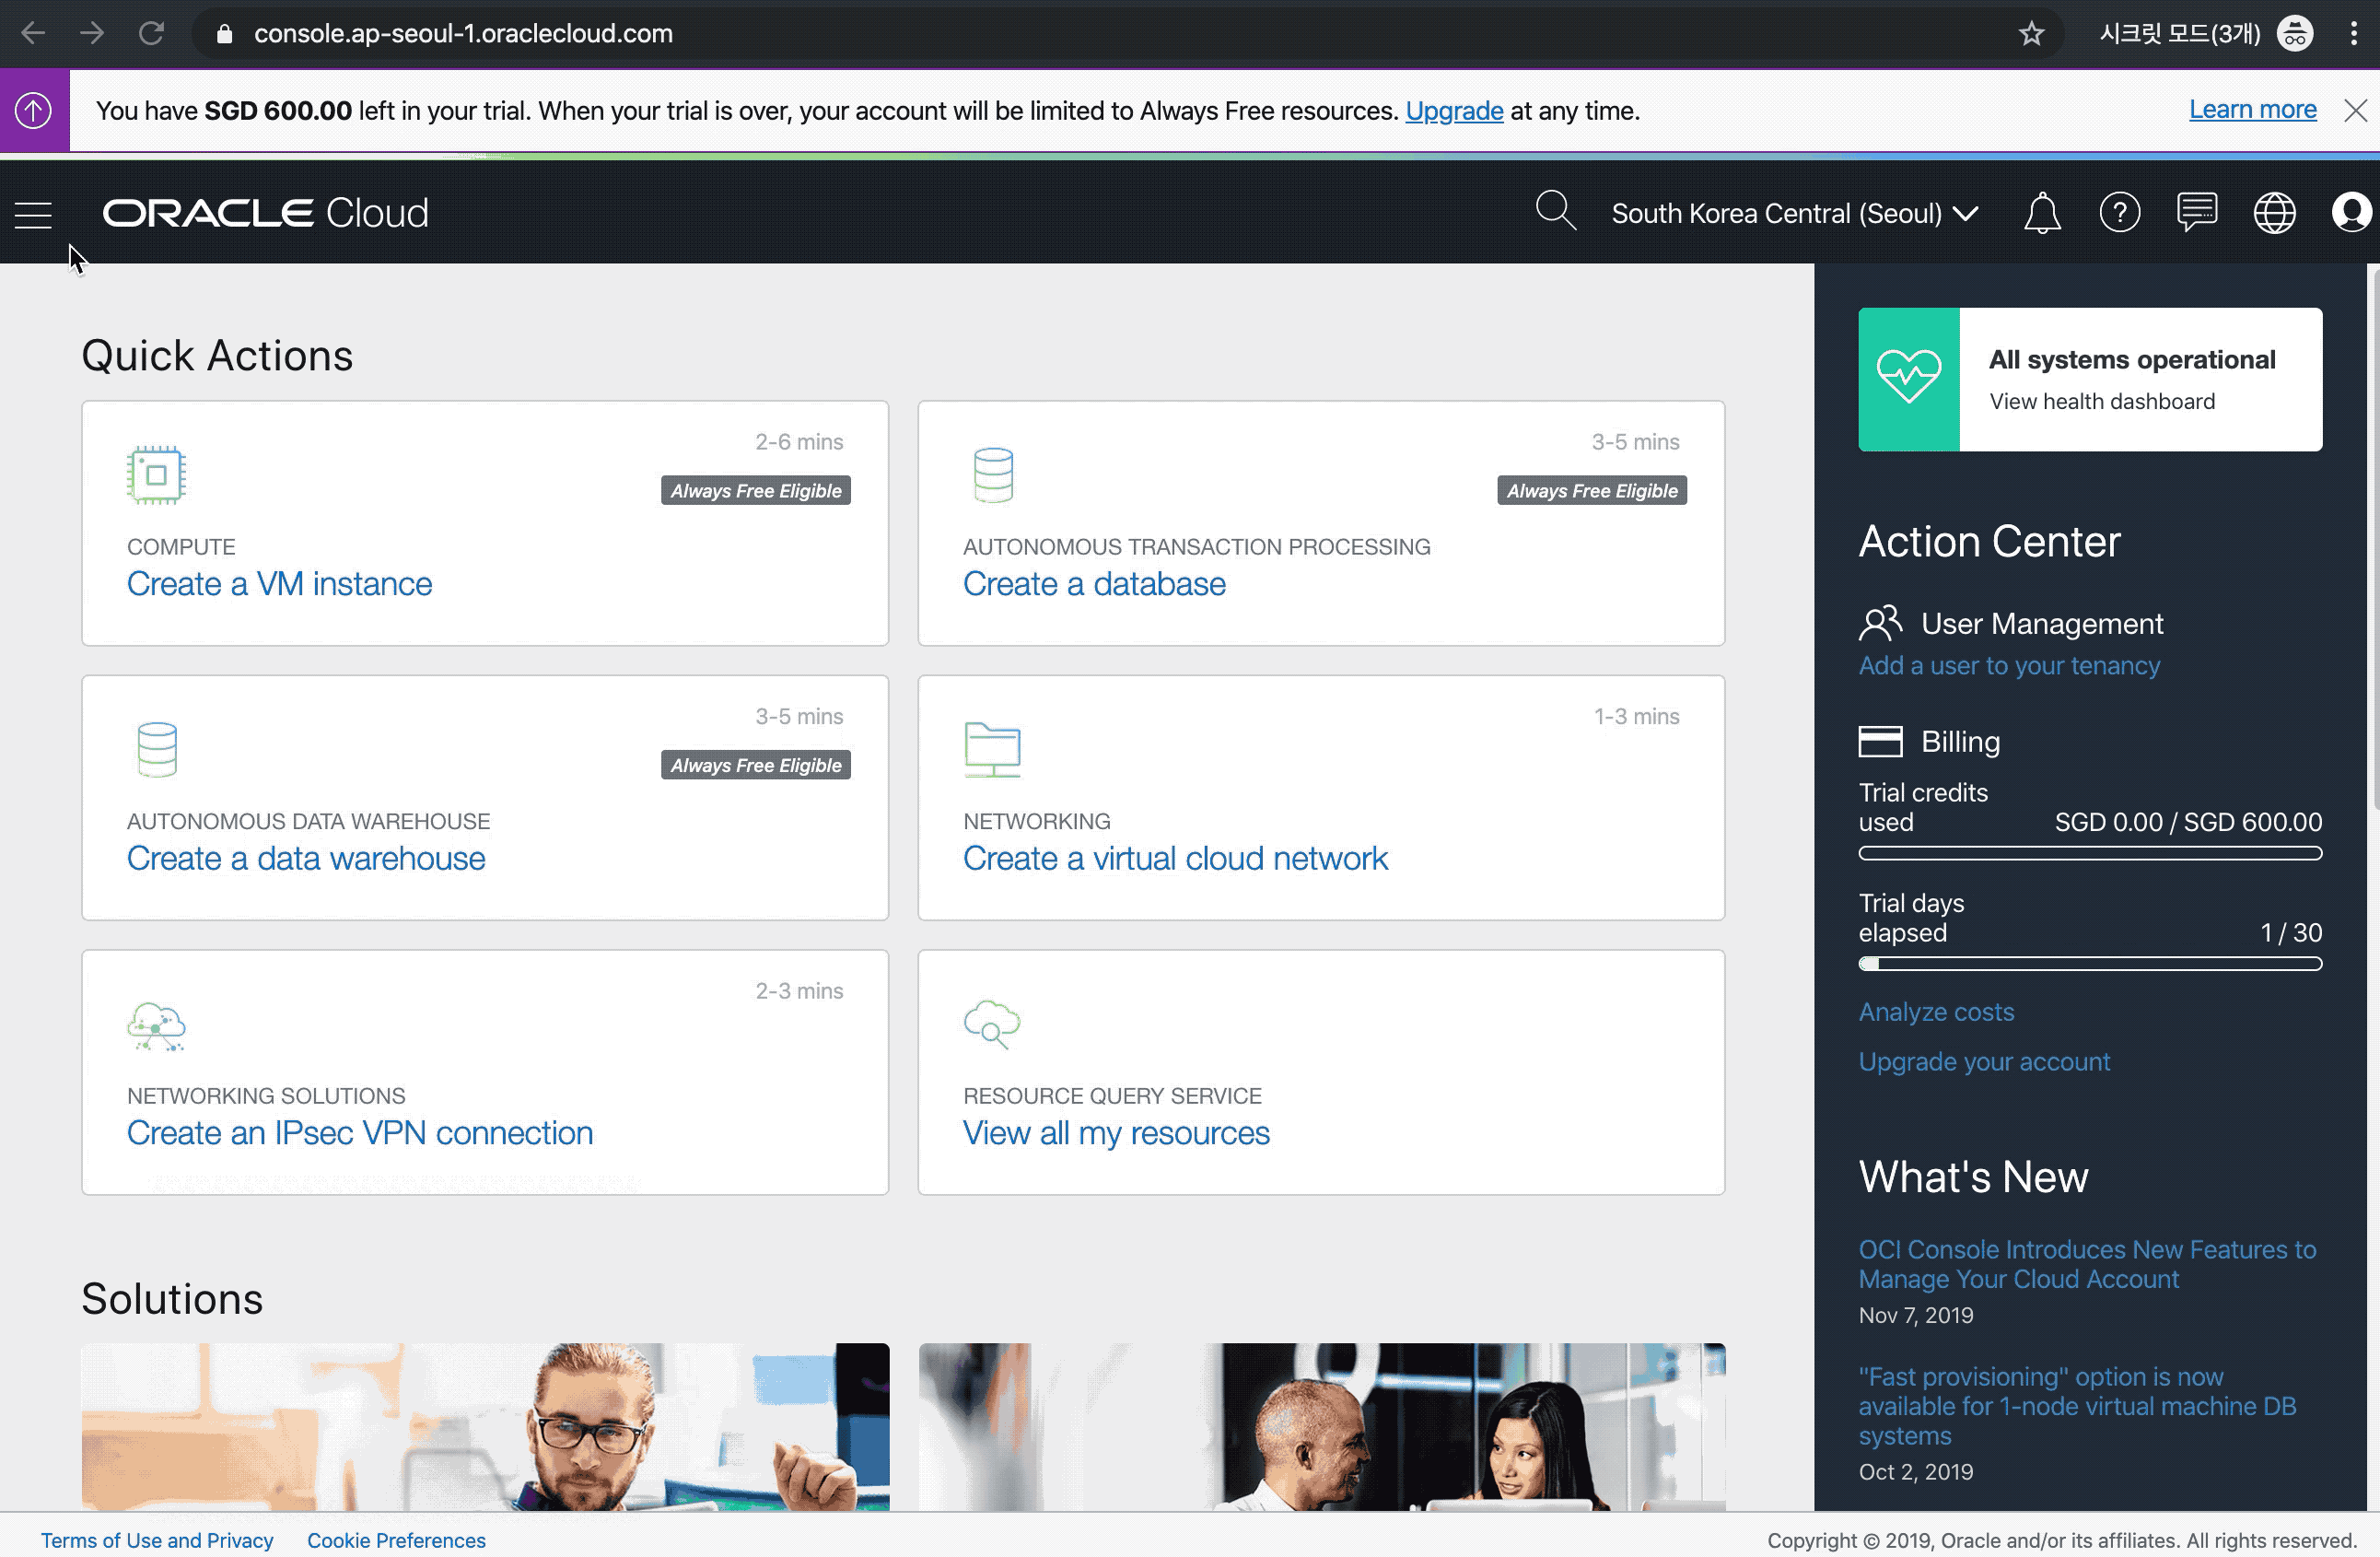 console.ap-seoul-1.oraclecloud.com
시크릿 모드(3개)
You have SGD 600.00 left in your trial. When your trial is over, your account will be limited to Always Free resources. Upgrade at any time.
Learn more
ORACLE Cloud
South Korea Central (Seoul)
Quick Actions
2-6 mins
Always Free Eligible
COMPUTE
Create a VM instance
3-5 mins
Always Free Eligible
AUTONOMOUS TRANSACTION PROCESSING
Create a database
3-5 mins
Always Free Eligible
AUTONOMOUS DATA WAREHOUSE
Create a data warehouse
1-3 mins
NETWORKING
Create a virtual cloud network
2-3 mins
NETWORKING SOLUTIONS
Create an IPsec VPN connection
RESOURCE QUERY SERVICE
View all my resources
Solutions
All systems operational
View health dashboard
Action Center
User Management
Add a user to your tenancy
Billing
Trial credits
used SGD 0.00 / SGD 600.00
Trial days
elapsed 1 / 30
Analyze costs
Upgrade your account
What's New
OCI Console Introduces New Features to
Manage Your Cloud Account
Nov 7, 2019
"Fast provisioning" option is now
available for 1-node virtual machine DB
systems
Oct 2, 2019
Terms of Use and Privacy
Cookie Preferences
Copyright © 2019, Oracle and/or its affiliates. All rights reserved.